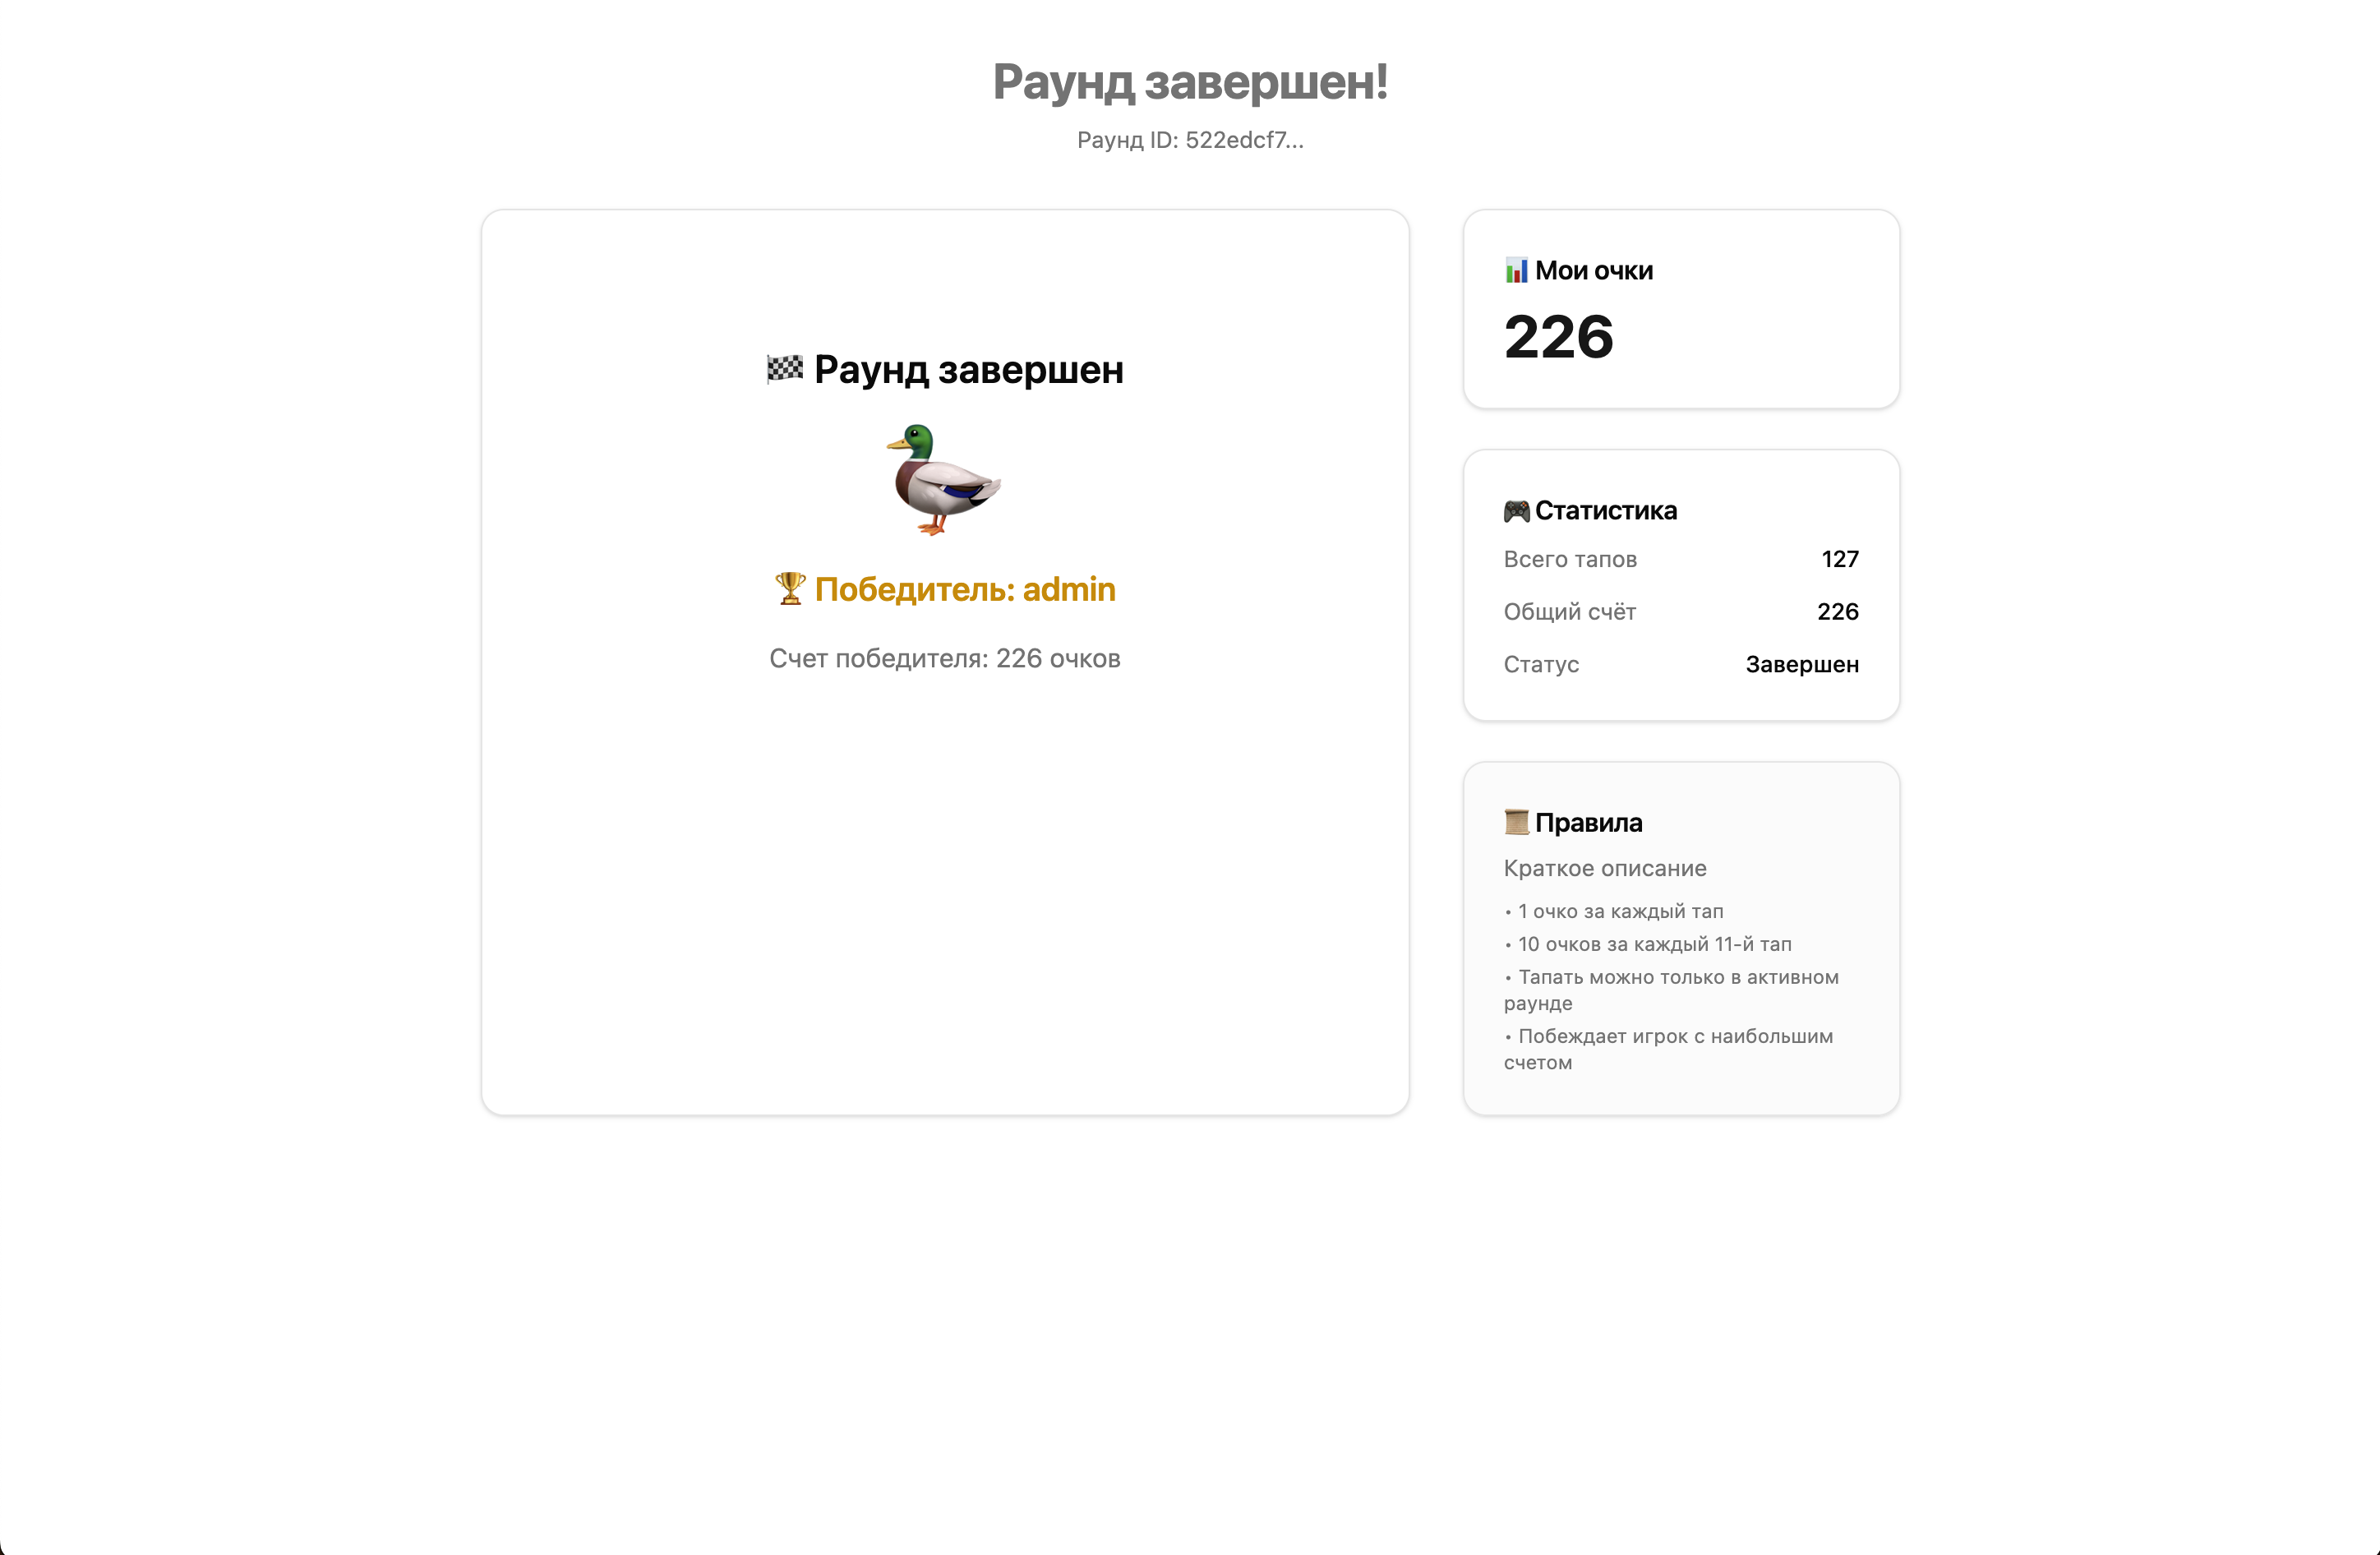 Раунд завершен!
Раунд ID: 522edcf7...
Раунд завершен
Победитель: admin
Счет победителя: 226 очков
Мои очки
226
Статистика
Всего тапов 127
Общий счёт 226
Статус Завершен
Правила
Краткое описание
• 1 очко за каждый тап
• 10 очков за каждый 11-й тап
• Тапать можно только в активном
раунде
• Побеждает игрок с наибольшим
счетом